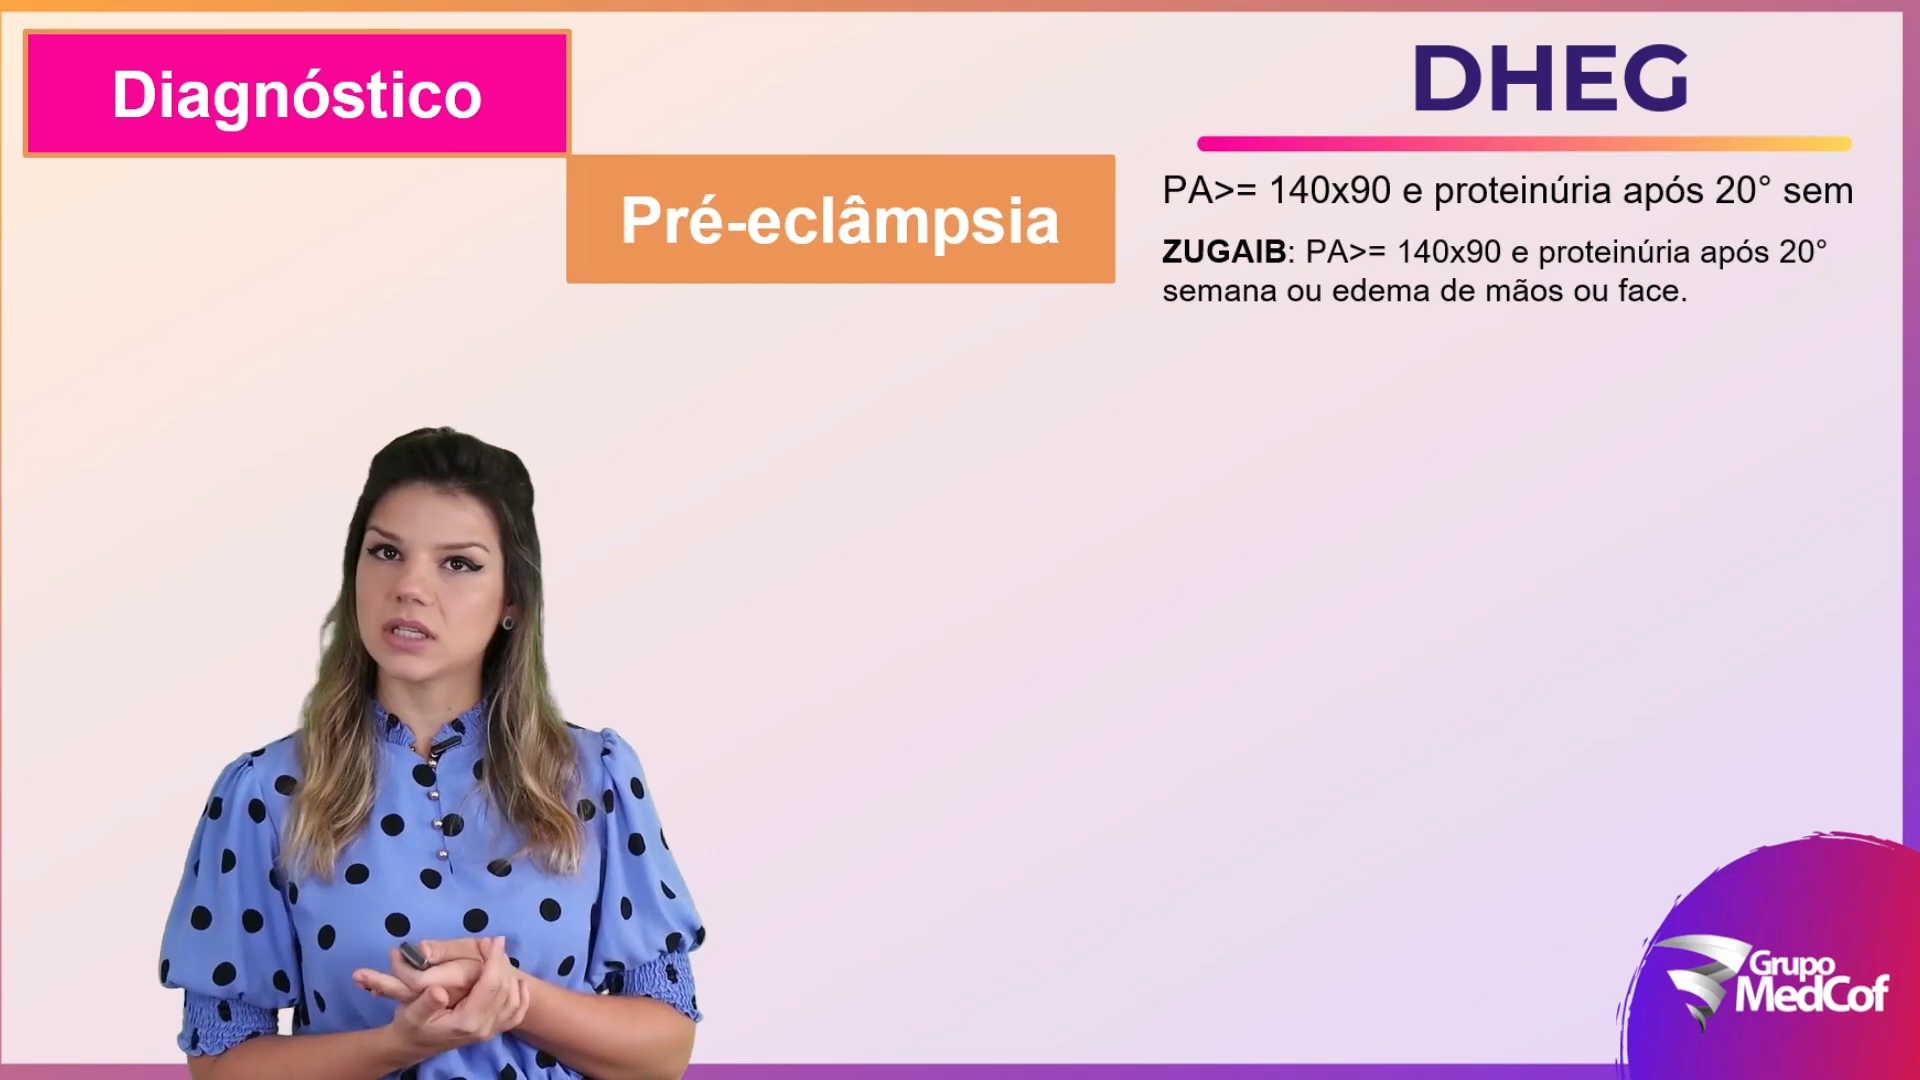 Diagnóstico
DHEG
Pré-eclâmpsia
PA>= 140x90 e proteinúria após 20° sem
ZUGAIB: PA>= 140x90 e proteinúria após 20°
semana ou edema de mãos ou face.
Grupo
MedCof